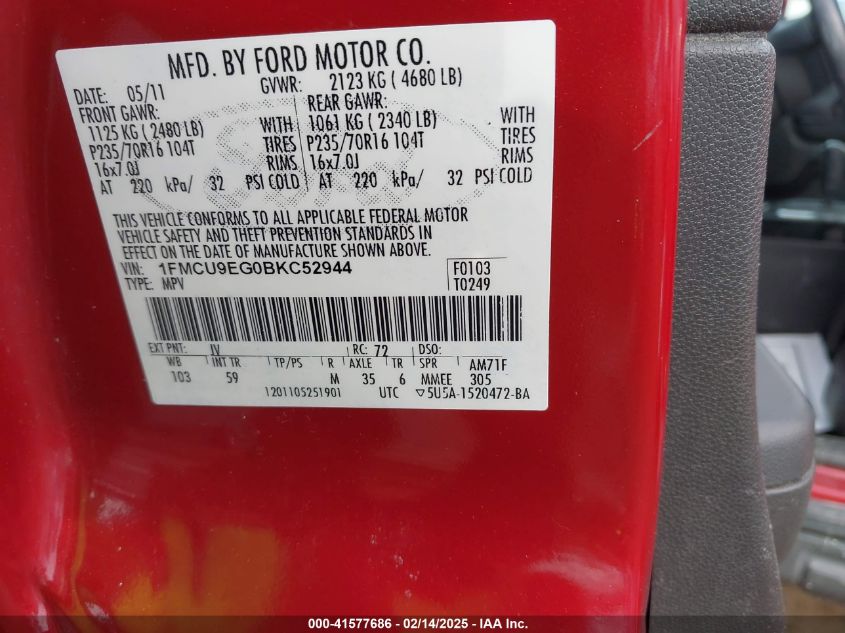 MFD. BY FORD MOTOR CO.
DATE: 05/11 GVWR: 2123 KG ( 4680 LB)
FRONT GAWR: REAR GAWR:
1125 KG ( 2480 LB) WITH 1061 KG ( 2340 LB) WITH
P235/70R16 104T TIRES P235/70R16 104T TIRES
16x7.0J RIMS 16x7.0J RIMS
AT 220 kPa/ 32 PSI COLD AT 220 kPa/ 32 PSI COLD
THIS VEHICLE CONFORMS TO ALL APPLICABLE FEDERAL MOTOR
VEHICLE SAFETY AND THEFT PREVENTION STANDARDS IN
EFFECT ON THE DATE OF MANUFACTURE SHOWN ABOVE.
VIN: 1FMCU9EG0BKC52944 F0103
TYPE: MPV T0249
EXT PNT: JV RC: 72 DSO:
WB INT TR TP/PS R AXLE TR SPR AM71F
103 59 M 35 6 MMEE 305
1201105251901 UTC ▽5U5A-1520472-BA
000-41577686 - 02/14/2025 - IAA Inc.